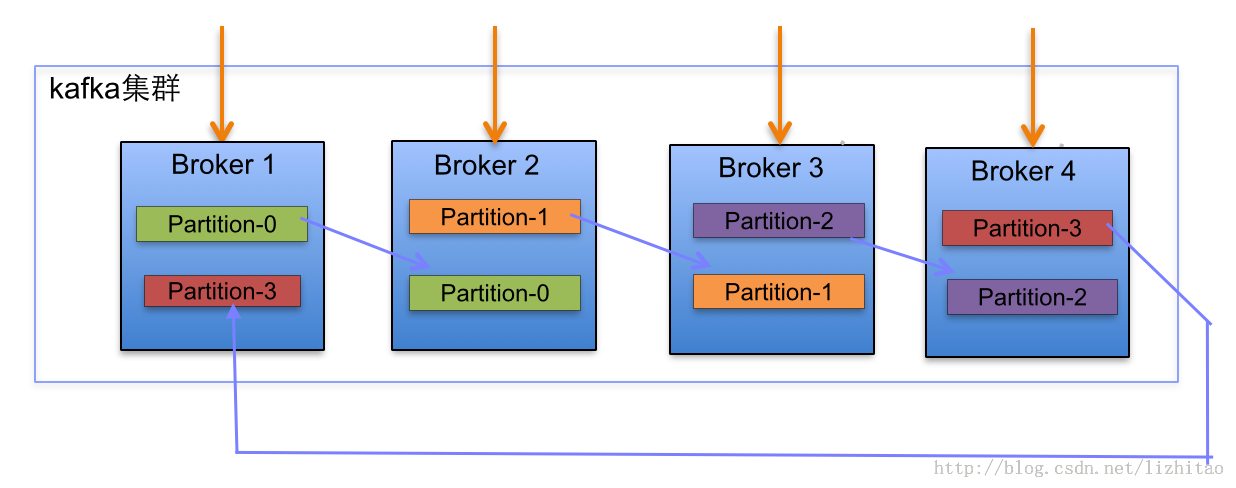 kafka集群
Broker 1
Partition-0
Partition-3
Broker 2
Partition-1
Partition-0
Broker 3
Partition-2
Partition-1
Broker 4
Partition-3
Partition-2
http://blog.csdn.net/lizhitao